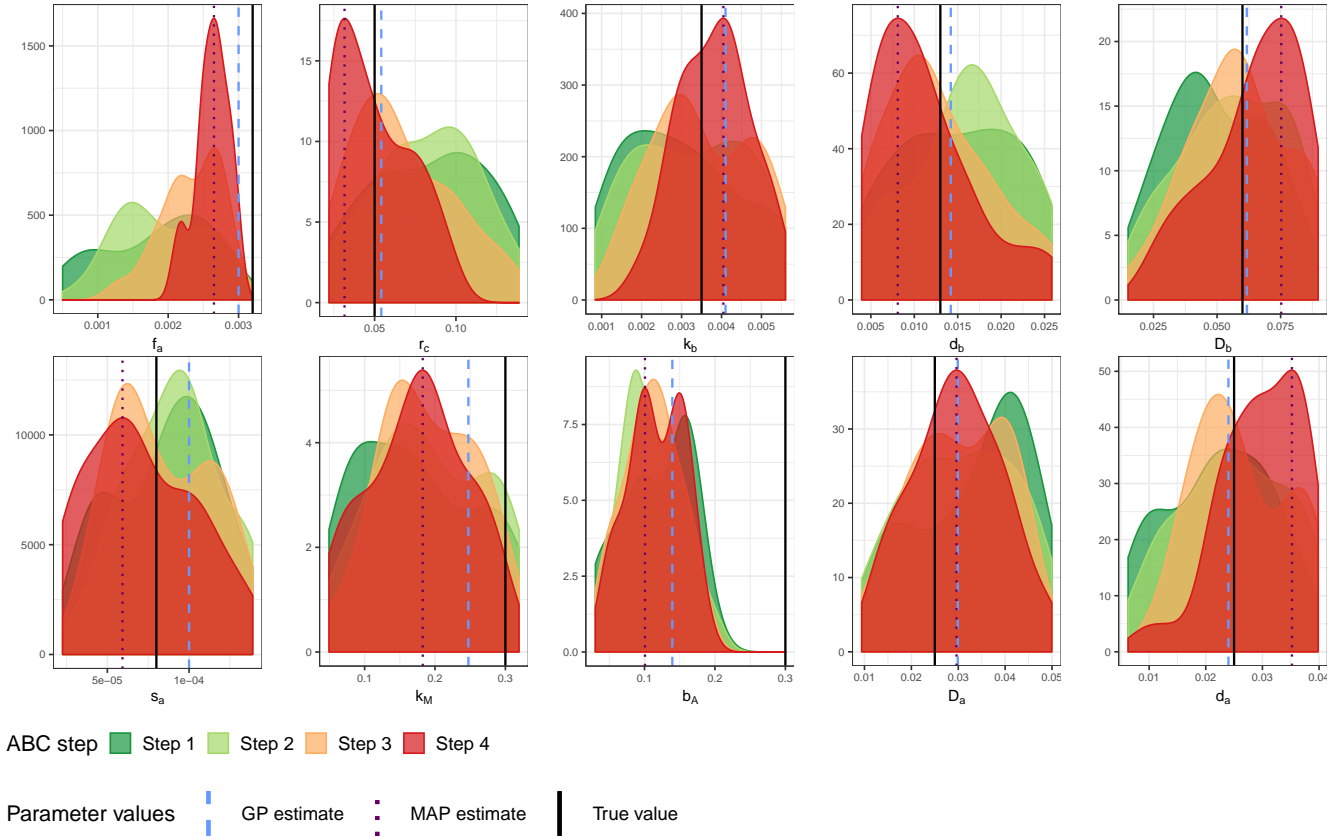 1500
1000
500
0
0.001 0.002 0.003
f_a
15
10
5
0
0.05 0.10
r_c
400
300
200
100
0
0.001 0.002 0.003 0.004 0.005
k_b
60
40
20
0
0.005 0.010 0.015 0.020 0.025
d_b
20
15
10
5
0
0.025 0.050 0.075
D_b
10000
5000
0
5e−05 1e−04
s_a
4
2
0
0.1 0.2 0.3
k_M
7.5
5.0
2.5
0.0
0.1 0.2 0.3
b_A
30
20
10
0
0.01 0.02 0.03 0.04 0.05
D_a
50
40
30
20
10
0
0.01 0.02 0.03 0.04
d_a
ABC step Step 1 Step 2 Step 3 Step 4
Parameter values GP estimate MAP estimate True value